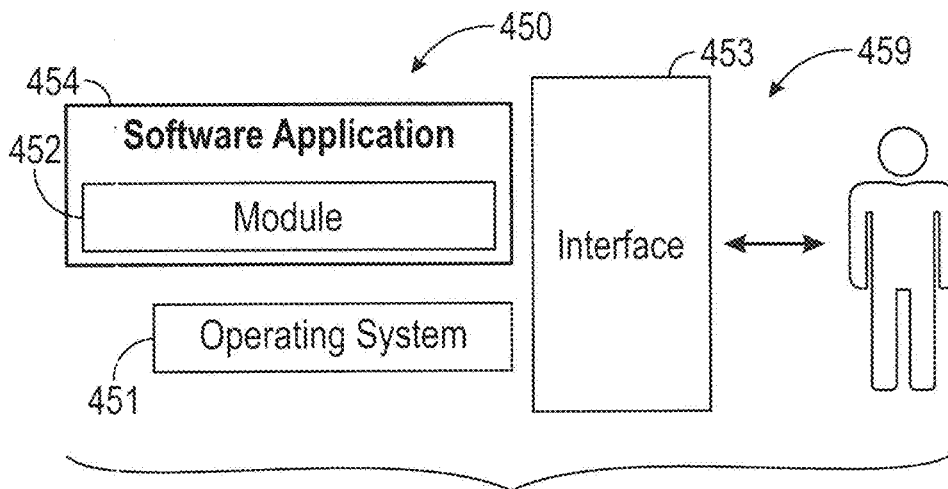 450
453
459
454
Software Application
452
Module
Interface
Operating System
451